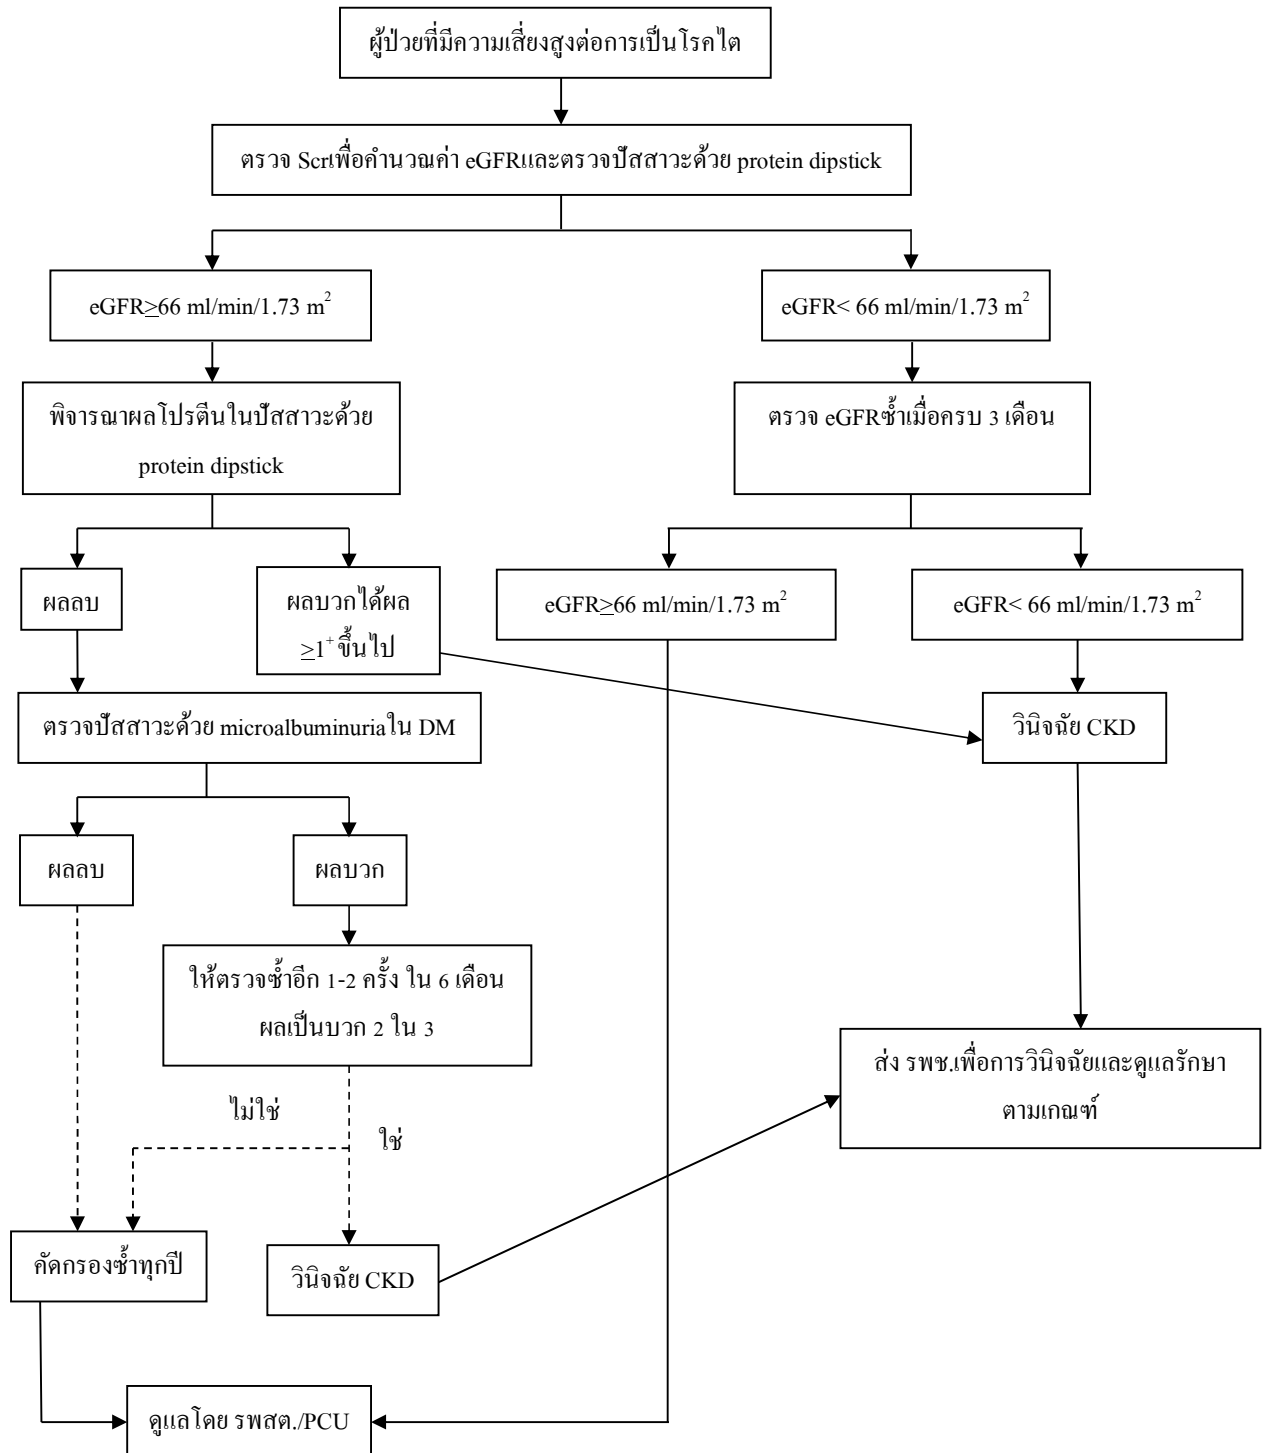 ผู้ป่วยที่มีความเสี่ยงสูงต่อการเป็นโรคไต
ตรวจ Scrเพื่อคำนวณค่า eGFRและตรวจปัสสาวะด้วย protein dipstick
eGFR≥66 ml/min/1.73 m²
eGFR< 66 ml/min/1.73 m²
พิจารณาผลโปรตีนในปัสสาวะด้วย
protein dipstick
ตรวจ eGFRซ้ำเมื่อครบ 3 เดือน
ผลลบ
ผลบวกได้ผล
≥1⁺ ขึ้นไป
eGFR≥66 ml/min/1.73 m²
eGFR< 66 ml/min/1.73 m²
ตรวจปัสสาวะด้วย microalbuminuriaใน DM
วินิจฉัย CKD
ผลลบ
ผลบวก
ให้ตรวจซ้ำอีก 1-2 ครั้ง ใน 6 เดือน
ผลเป็นบวก 2 ใน 3
ส่ง รพช.เพื่อการวินิจฉัยและดูแลรักษา
ตามเกณฑ์
ไม่ใช่
ใช่
คัดกรองซ้ำทุกปี
วินิจฉัย CKD
ดูแลโดย รพสต./PCU